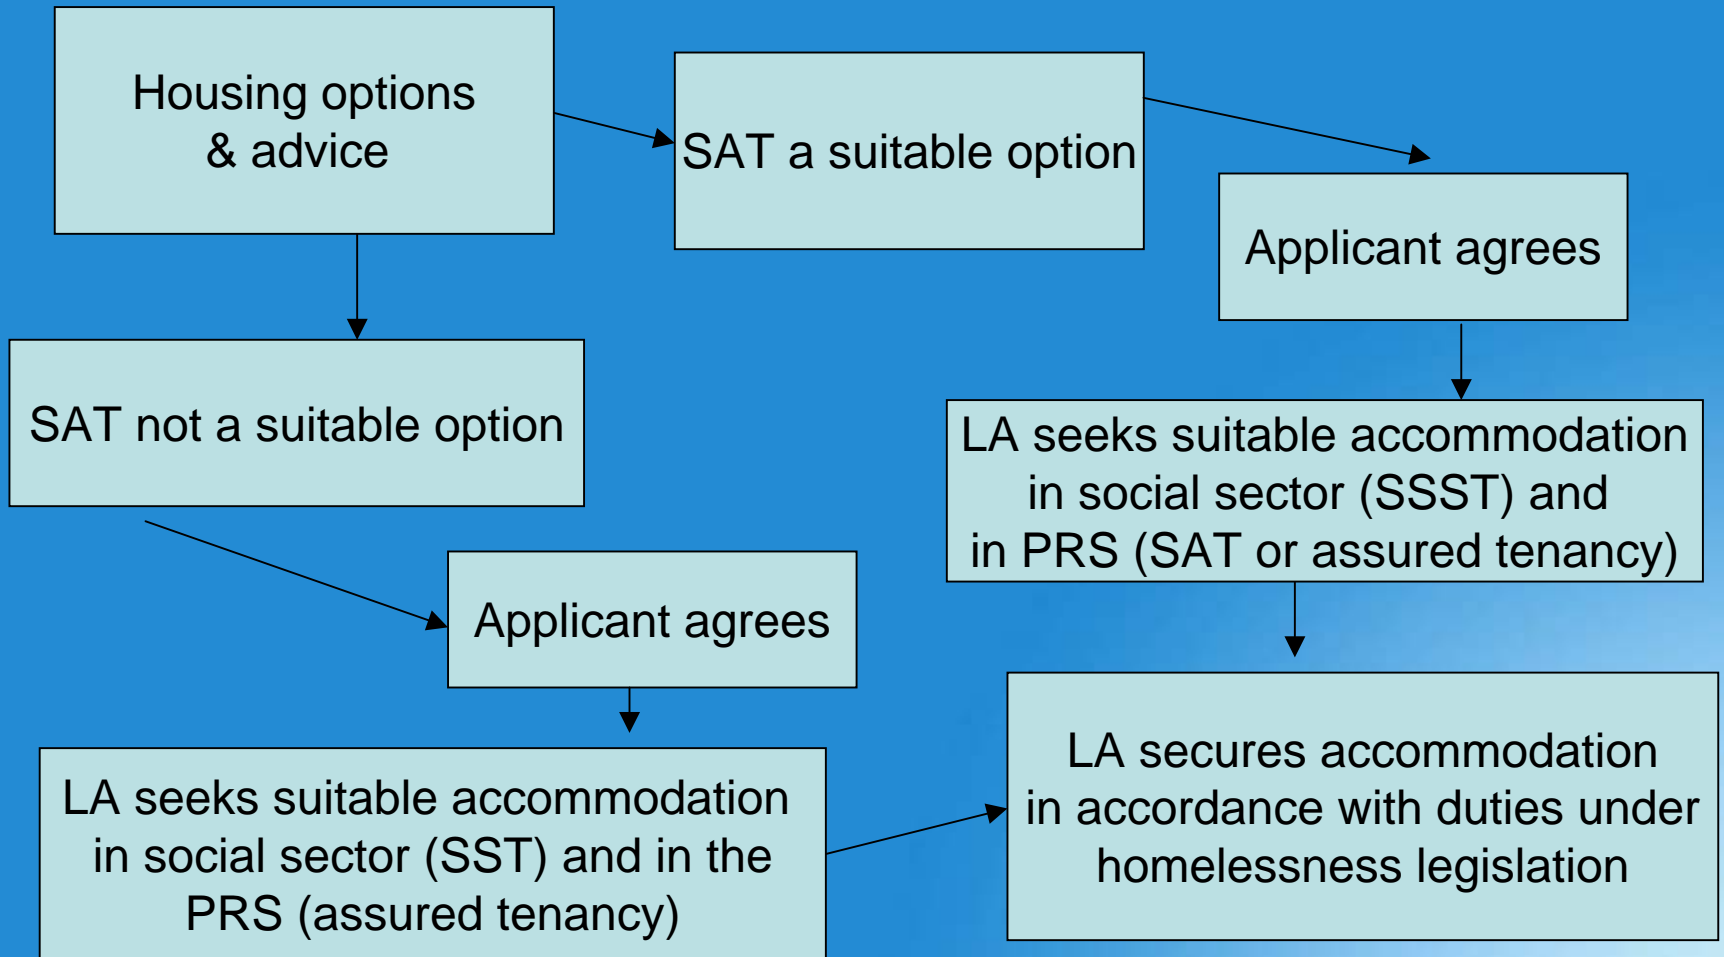 Housing options
& advice
SAT a suitable option
Applicant agrees
SAT not a suitable option
LA seeks suitable accommodation
in social sector (SSST) and
in PRS (SAT or assured tenancy)
Applicant agrees
LA seeks suitable accommodation
in social sector (SST) and in the
PRS (assured tenancy)
LA secures accommodation
in accordance with duties under
homelessness legislation